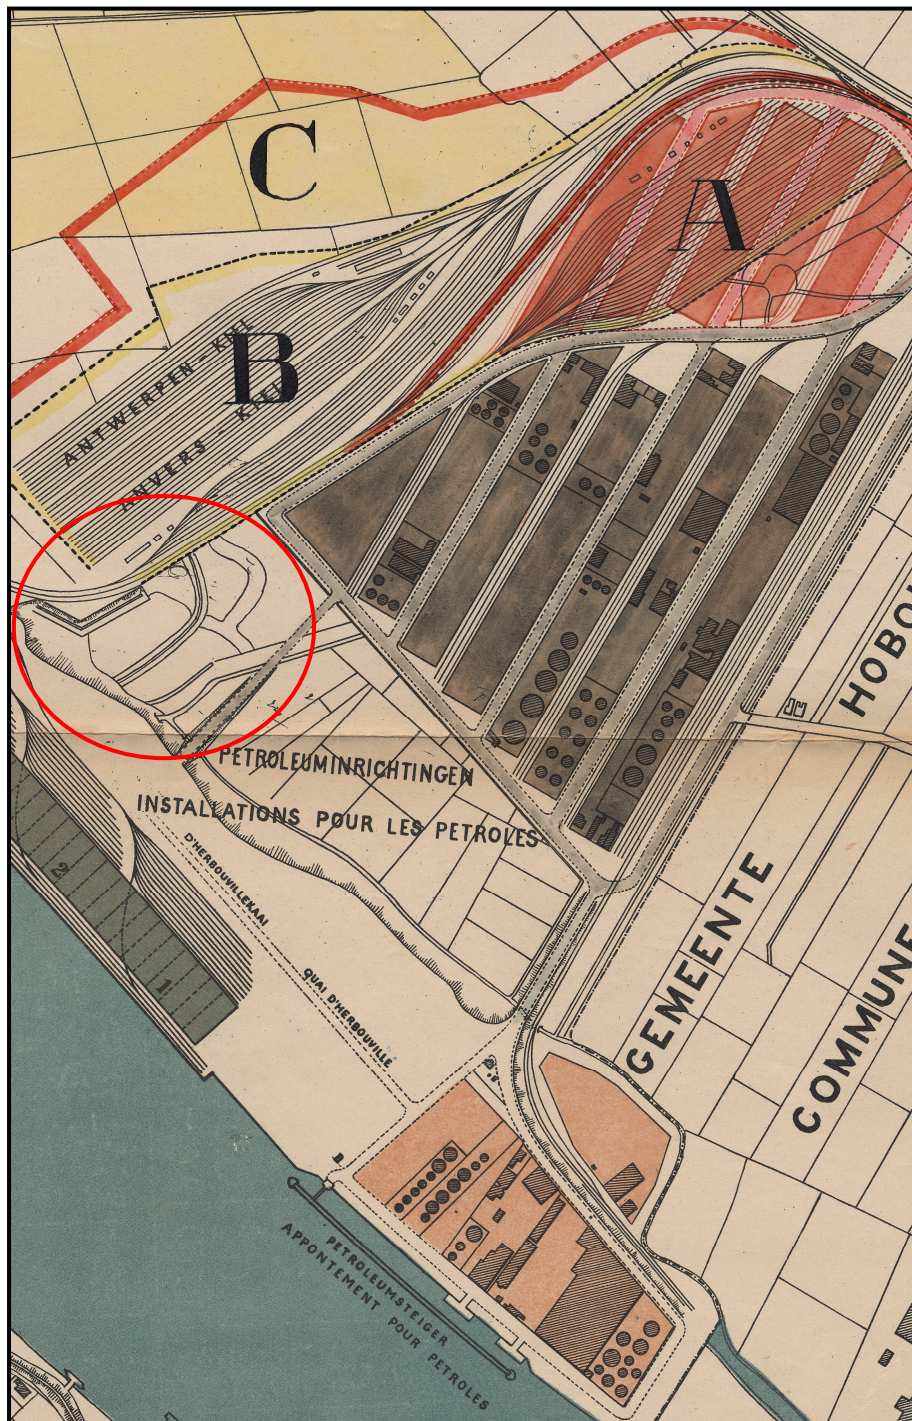 C
A
B
ANTWERPEN - KIEL
ANVERS - KIEL
HOBO
PETROLEUMINRICHTINGEN
INSTALLATIONS POUR LES PETROLES
2
1
D'HERBOUVILLEKAAI
QUAI D'HERBOUVILLE
GEMEENTE
COMMUNE
PETROLEUMSTEIGER
APPONTEMENT POUR PETROLES